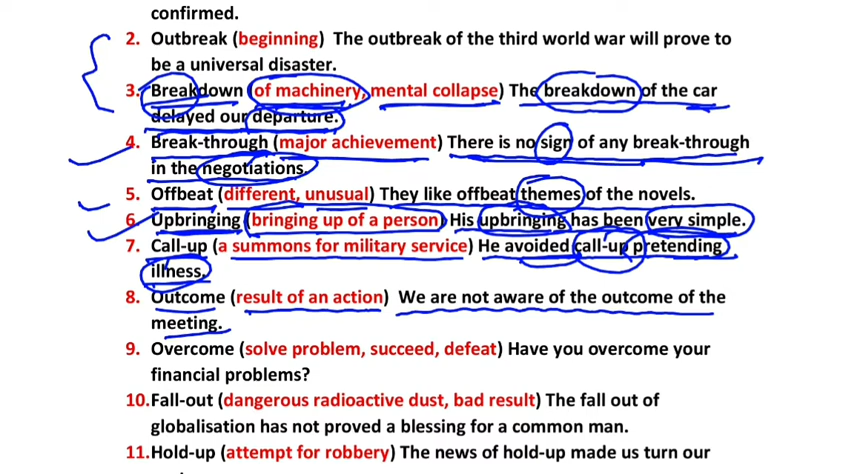 confirmed.
2. Outbreak (beginning) The outbreak of the third world war will prove to
be a universal disaster.
3. Breakdown (of machinery, mental collapse) The breakdown of the car
delayed our departure.
4. Break-through (major achievement) There is no sign of any break-through
in the negotiations.
5. Offbeat (different, unusual) They like offbeat themes of the novels.
6. Upbringing (bringing up of a person) His upbringing has been very simple.
7. Call-up (a summons for military service) He avoided call-up pretending
illness.
8. Outcome (result of an action) We are not aware of the outcome of the
meeting.
9. Overcome (solve problem, succeed, defeat) Have you overcome your
financial problems?
10.Fall-out (dangerous radioactive dust, bad result) The fall out of
globalisation has not proved a blessing for a common man.
11.Hold-up (attempt for robbery) The news of hold-up made us turn our